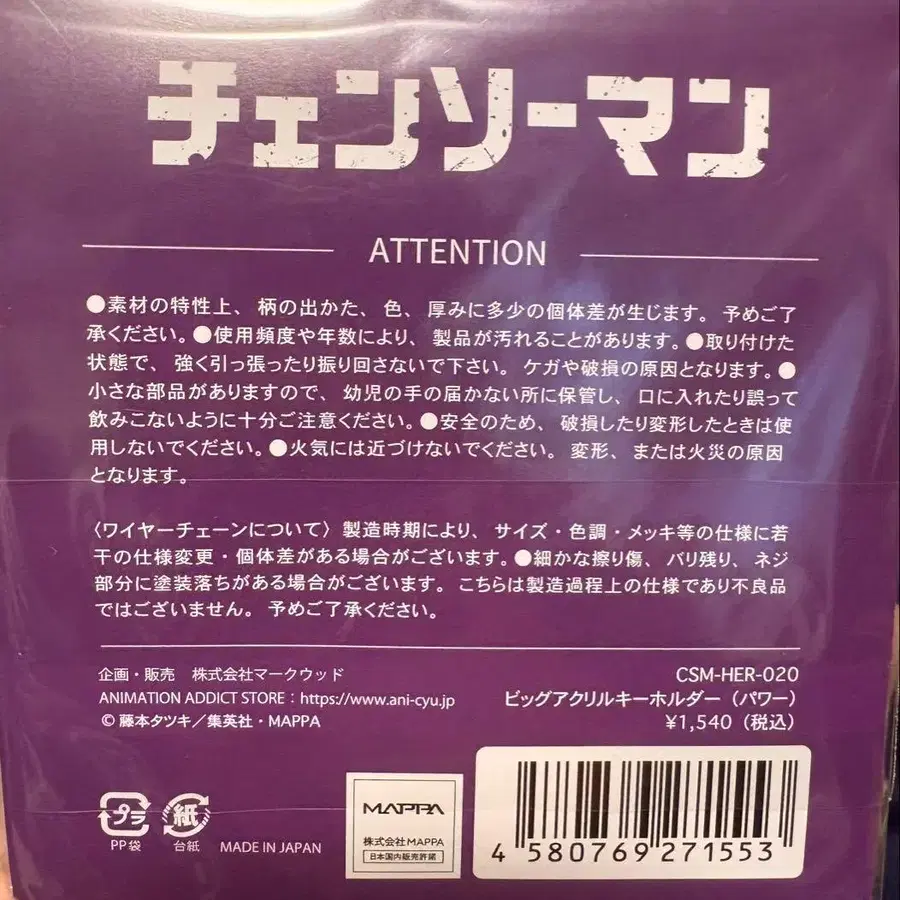 チェンソーマン
ATTENTION
●素材の特性上、柄の出かた、色、厚みに多少の個体差が生じます。予めご了
承ください。●使用頻度や年数により、製品が汚れることがあります。●取り付けた
状態で、強く引っ張ったり振り回さないで下さい。ケガや破損の原因となります。●
小さな部品がありますので、幼児の手の届かない所に保管し、口に入れたり誤って
飲みこないように十分ご注意ください。●安全のため、破損したり変形したときは使
用しないでください。●火気には近づけないでください。変形、または火災の原因
となります。
〈ワイヤーチェーンについて〉製造時期により、サイズ・色調・メッキ等の仕様に若
干の仕様変更・個体差がある場合がございます。●細かな擦り傷、バリ残り、ネジ
部分に塗装落ちがある場合がございます。こちらは製造過程上の仕様であり不良品
ではございません。予めご了承ください。
企画・販売 株式会社マークウッド
ANIMATION ADDICT STORE：https://www.ani-cyu.jp
© 藤本タツキ／集英社・MAPPA
CSM-HER-020
ビッグアクリルキーホルダー（パワー）
¥1,540（税込）
プラ
PP袋
紙
台紙
MADE IN JAPAN
MAPPA
株式会社MAPPA
日本国内販売許諾
4 580769 271553